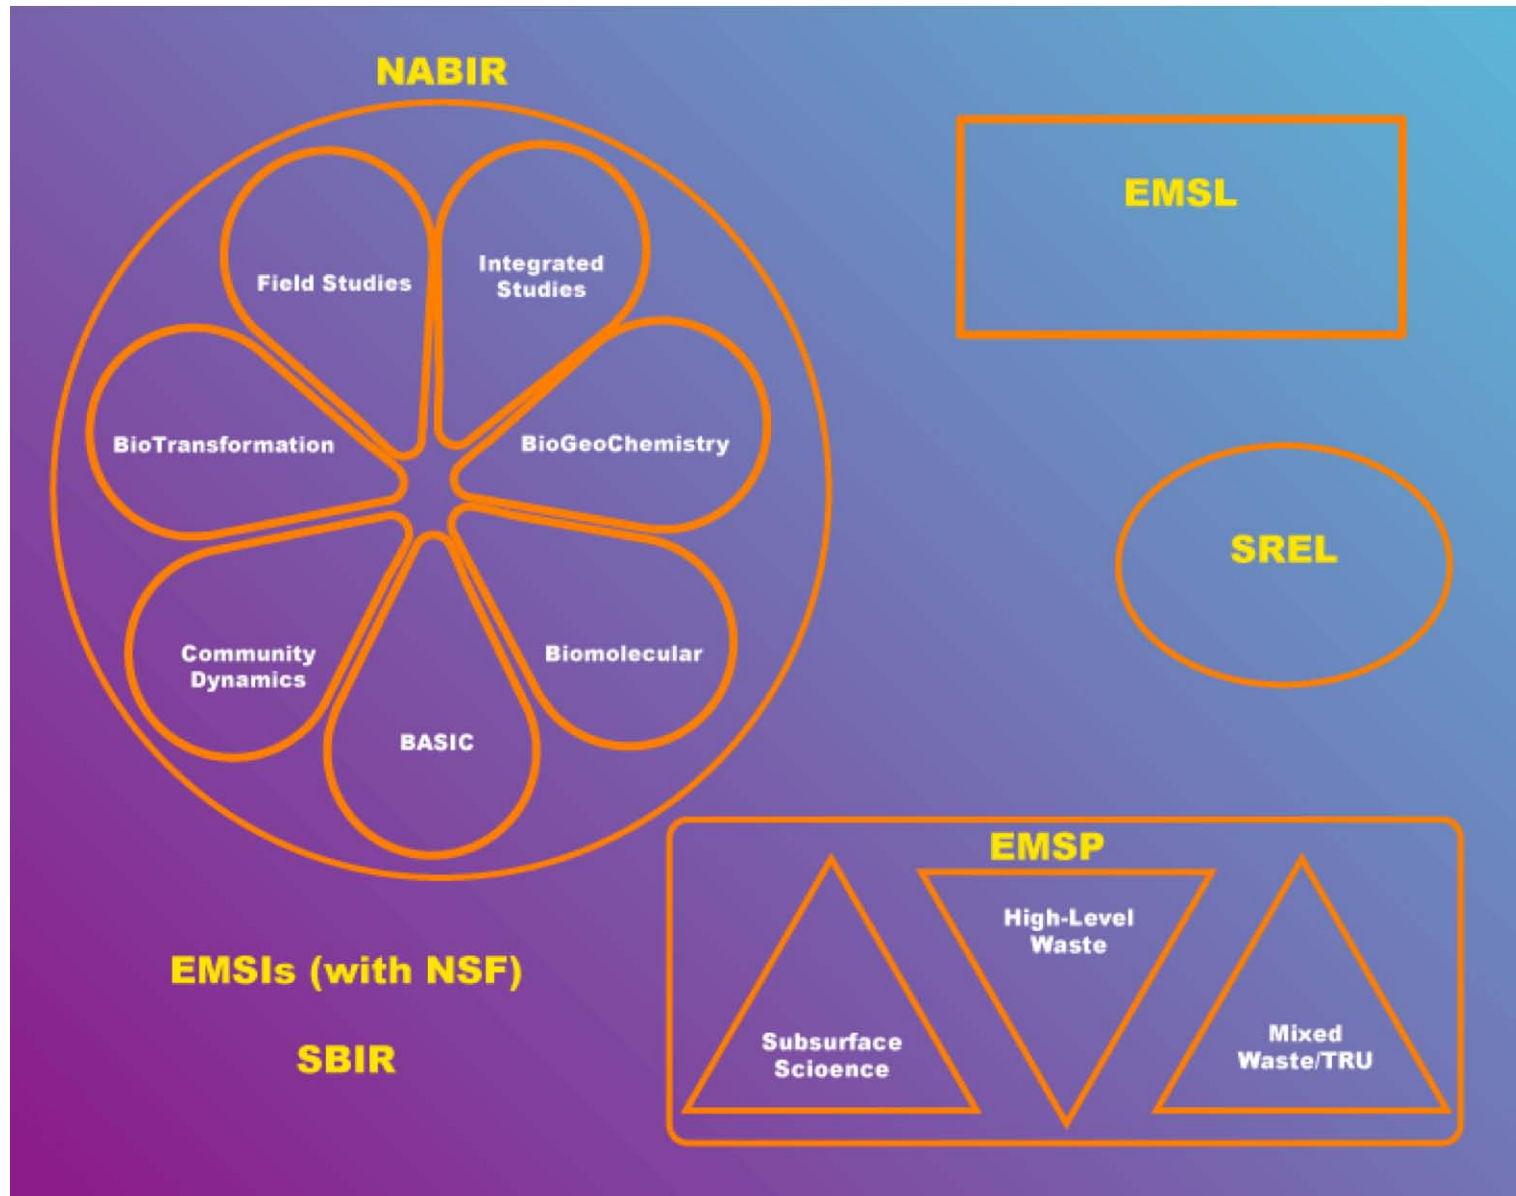 NABIR
Field Studies
Integrated
Studies
BioTransformation
BioGeoChemistry
Community
Dynamics
Biomolecular
BASIC
EMSL
SREL
EMSP
Subsurface
Scioence
High-Level
Waste
Mixed
Waste/TRU
EMSIs (with NSF)
SBIR